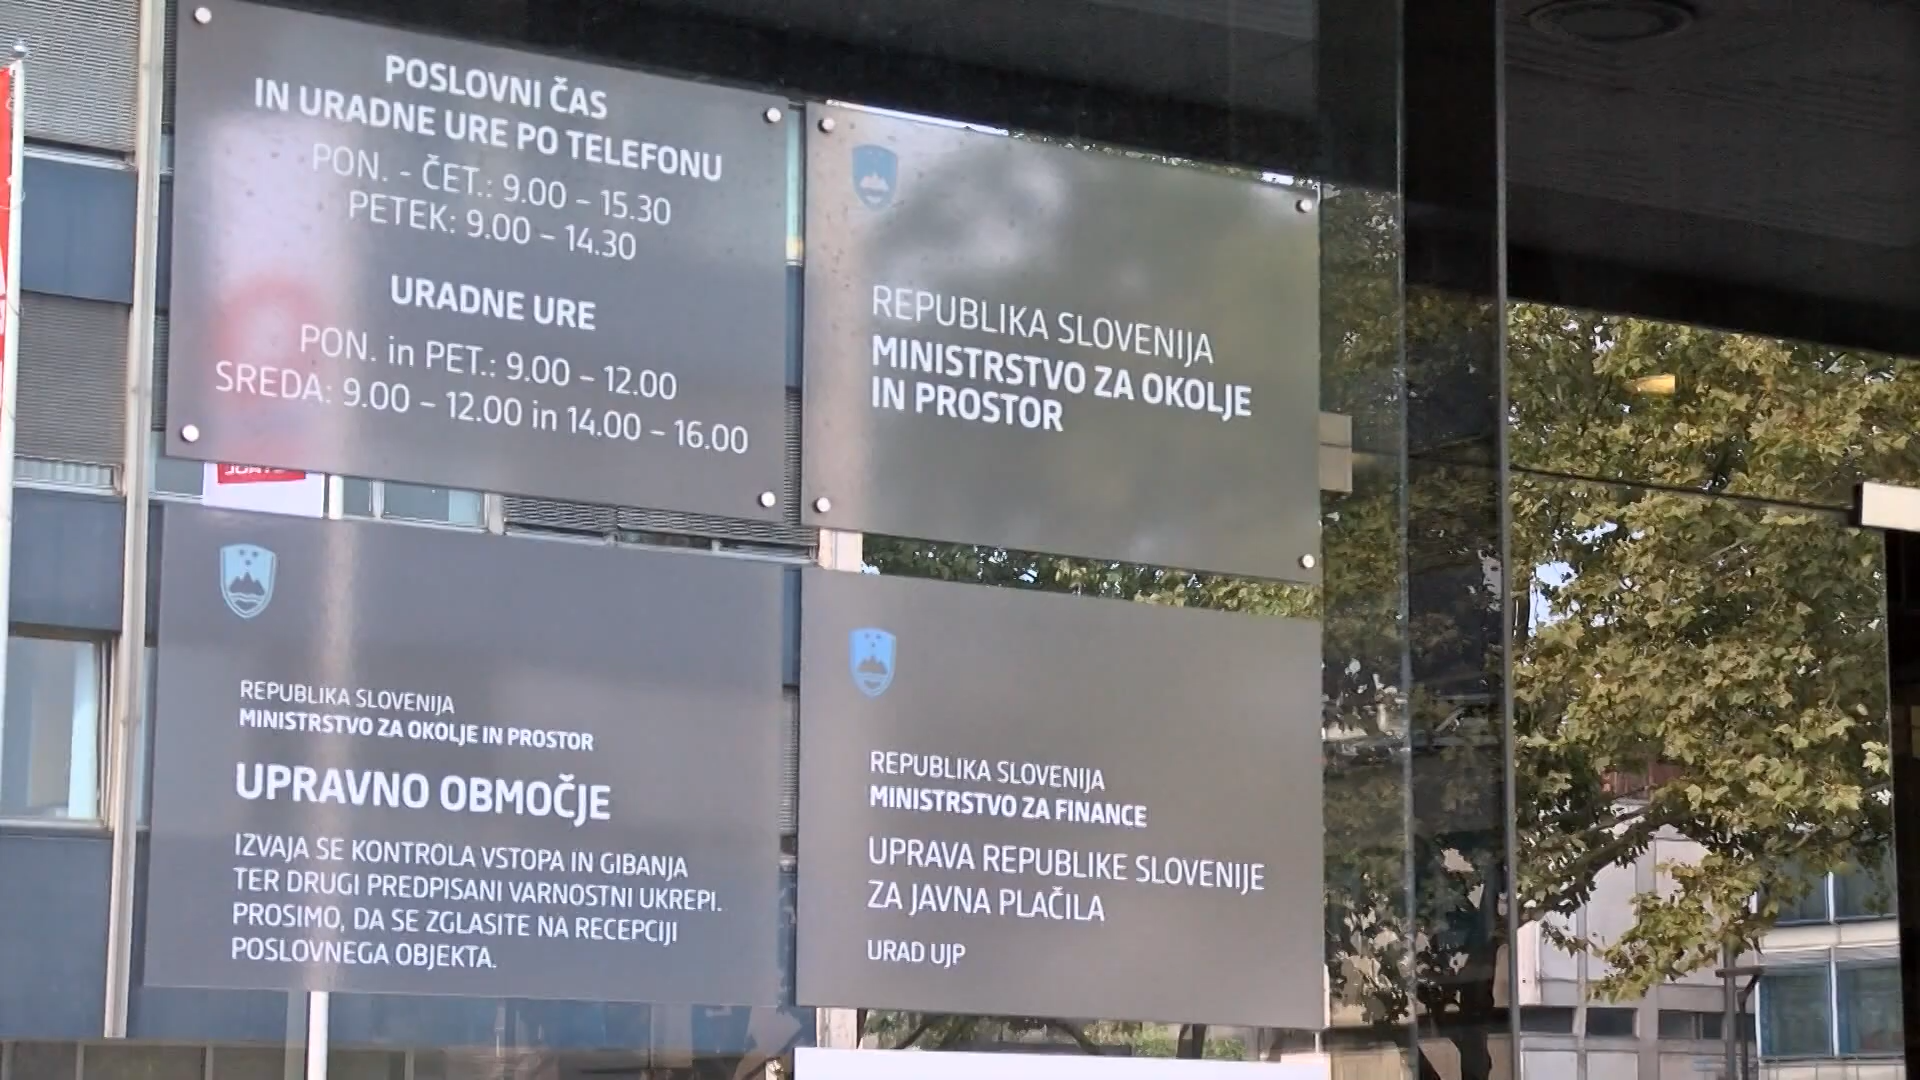 POSLOVNI ČAS
IN URADNE URE PO TELEFONU
PON. - ČET.: 9.00 – 15.30
PETEK: 9.00 – 14.30
URADNE URE
PON. in PET.: 9.00 – 12.00
SREDA: 9.00 – 12.00 in 14.00 – 16.00
REPUBLIKA SLOVENIJA
MINISTRSTVO ZA OKOLJE
IN PROSTOR
REPUBLIKA SLOVENIJA
MINISTRSTVO ZA OKOLJE IN PROSTOR
UPRAVNO OBMOČJE
IZVAJA SE KONTROLA VSTOPA IN GIBANJA
TER DRUGI PREDPISANI VARNOSTNI UKREPI.
PROSIMO, DA SE ZGLASITE NA RECEPCIJI
POSLOVNEGA OBJEKTA.
REPUBLIKA SLOVENIJA
MINISTRSTVO ZA FINANCE
UPRAVA REPUBLIKE SLOVENIJE
ZA JAVNA PLAČILA
URAD UJP